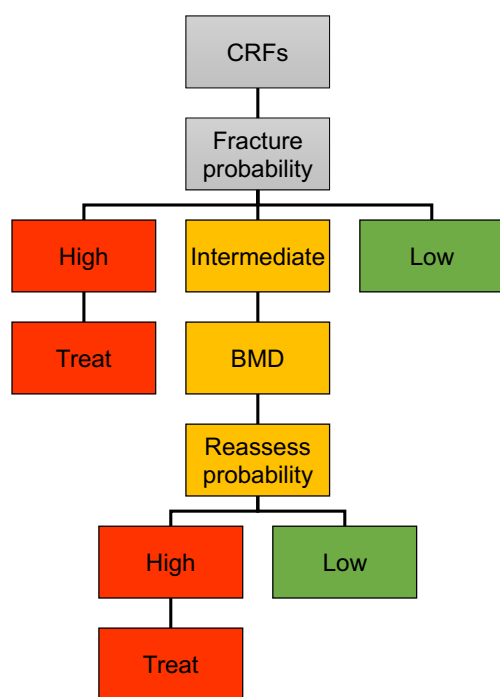 CRFs
Fracture
probability
High
Intermediate
Low
Treat
BMD
Reassess
probability
High
Low
Treat